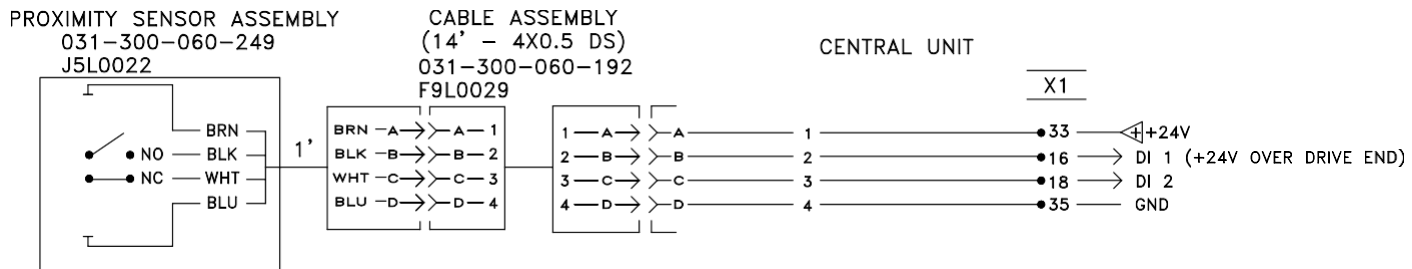 PROXIMITY SENSOR ASSEMBLY
031-300-060-249
J5L0022
CABLE ASSEMBLY
(14' - 4X0.5 DS)
031-300-060-192
F9L0029
CENTRAL UNIT
X1
BRN
NO BLK
NC WHT
BLU
1'
BRN A A 1
BLK B B 2
WHT C C 3
BLU D D 4
1 A A 1 33 +24V
2 B B 2 16 DI 1 (+24V OVER DRIVE END)
3 C C 3 18 DI 2
4 D D 4 35 GND